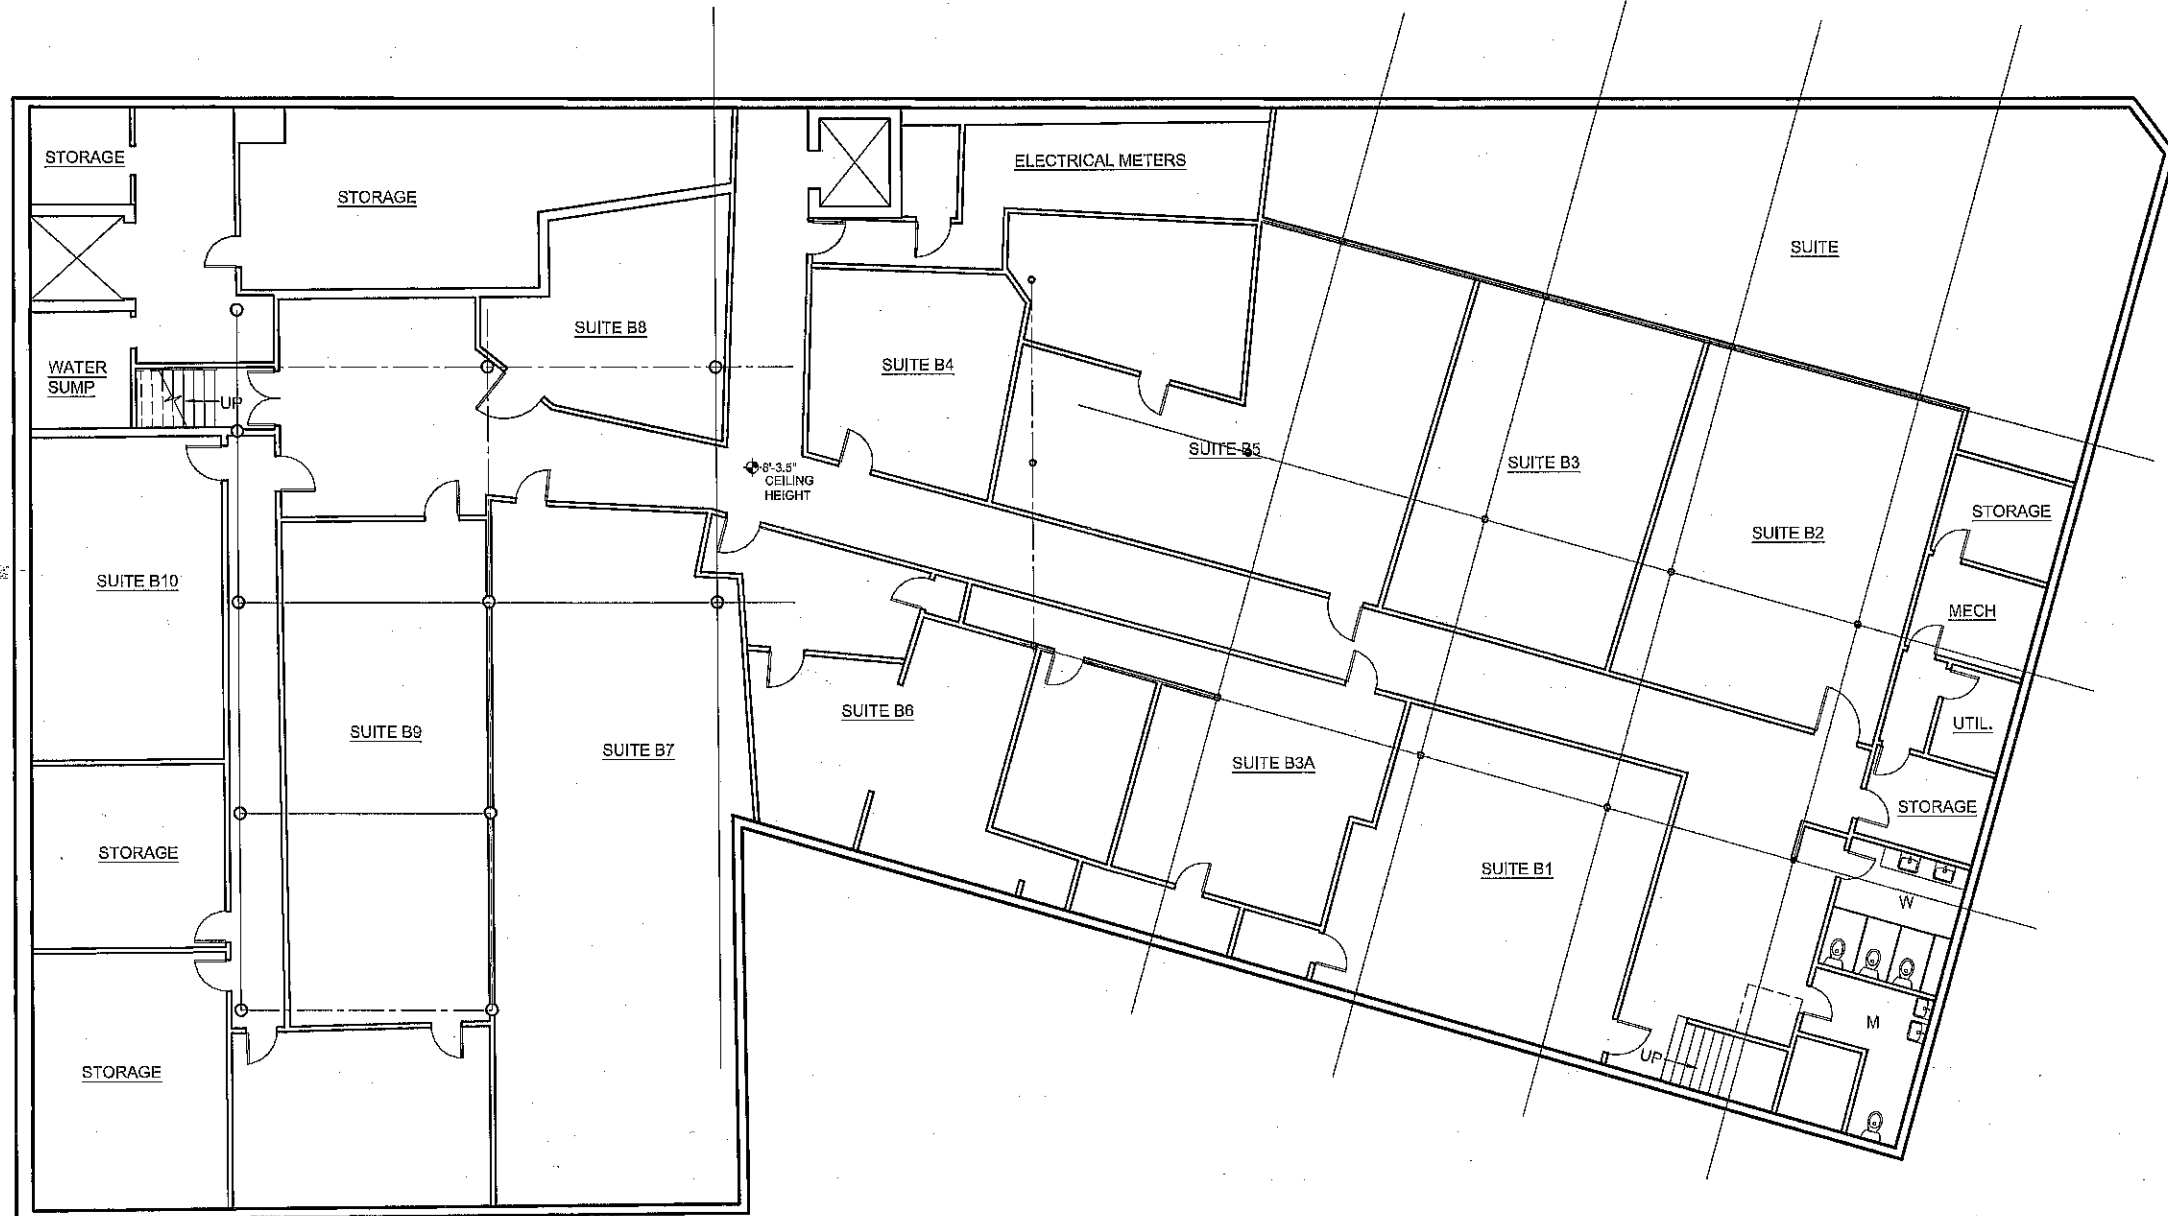 STORAGE
STORAGE
ELECTRICAL METERS
SUITE
SUITE B8
WATER
SUMP
UP
SUITE B4
SUITE B5
SUITE B3
8'-3.5"
CEILING
HEIGHT
SUITE B2
STORAGE
SUITE B10
MECH
SUITE B9
SUITE B7
SUITE B6
SUITE B3A
UTIL.
STORAGE
STORAGE
SUITE B1
W
M
UP
STORAGE